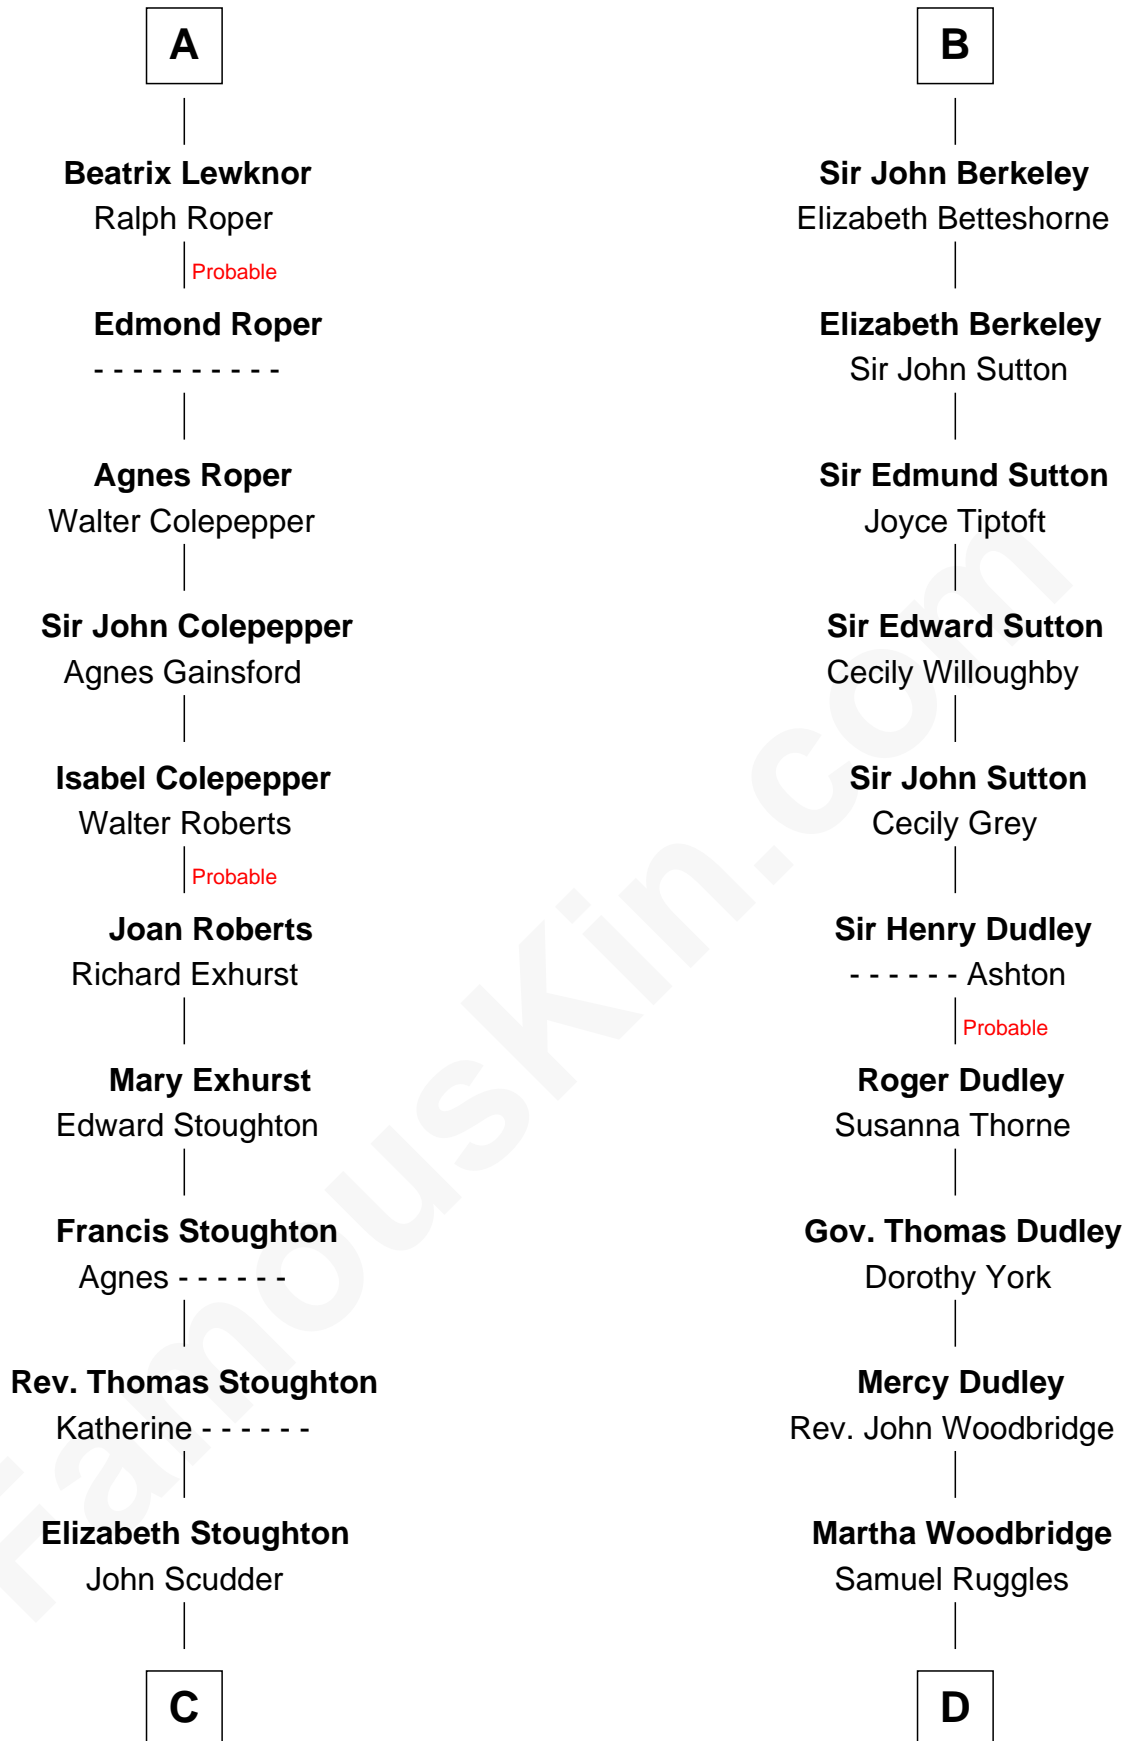 A
Beatrix Lewknor
Ralph Roper
Probable
Edmond Roper
- - - - - - - - - -
Agnes Roper
Walter Colepepper
Sir John Colepepper
Agnes Gainsford
Isabel Colepepper
Walter Roberts
Probable
Joan Roberts
Richard Exhurst
Mary Exhurst
Edward Stoughton
Francis Stoughton
Agnes - - - - - -
Rev. Thomas Stoughton
Katherine - - - - - -
Elizabeth Stoughton
John Scudder
C
B
Sir John Berkeley
Elizabeth Betteshorne
Elizabeth Berkeley
Sir John Sutton
Sir Edmund Sutton
Joyce Tiptoft
Sir Edward Sutton
Cecily Willoughby
Sir John Sutton
Cecily Grey
Sir Henry Dudley
- - - - - - Ashton
Probable
Roger Dudley
Susanna Thorne
Gov. Thomas Dudley
Dorothy York
Mercy Dudley
Rev. John Woodbridge
Martha Woodbridge
Samuel Ruggles
D
FamousKin.com